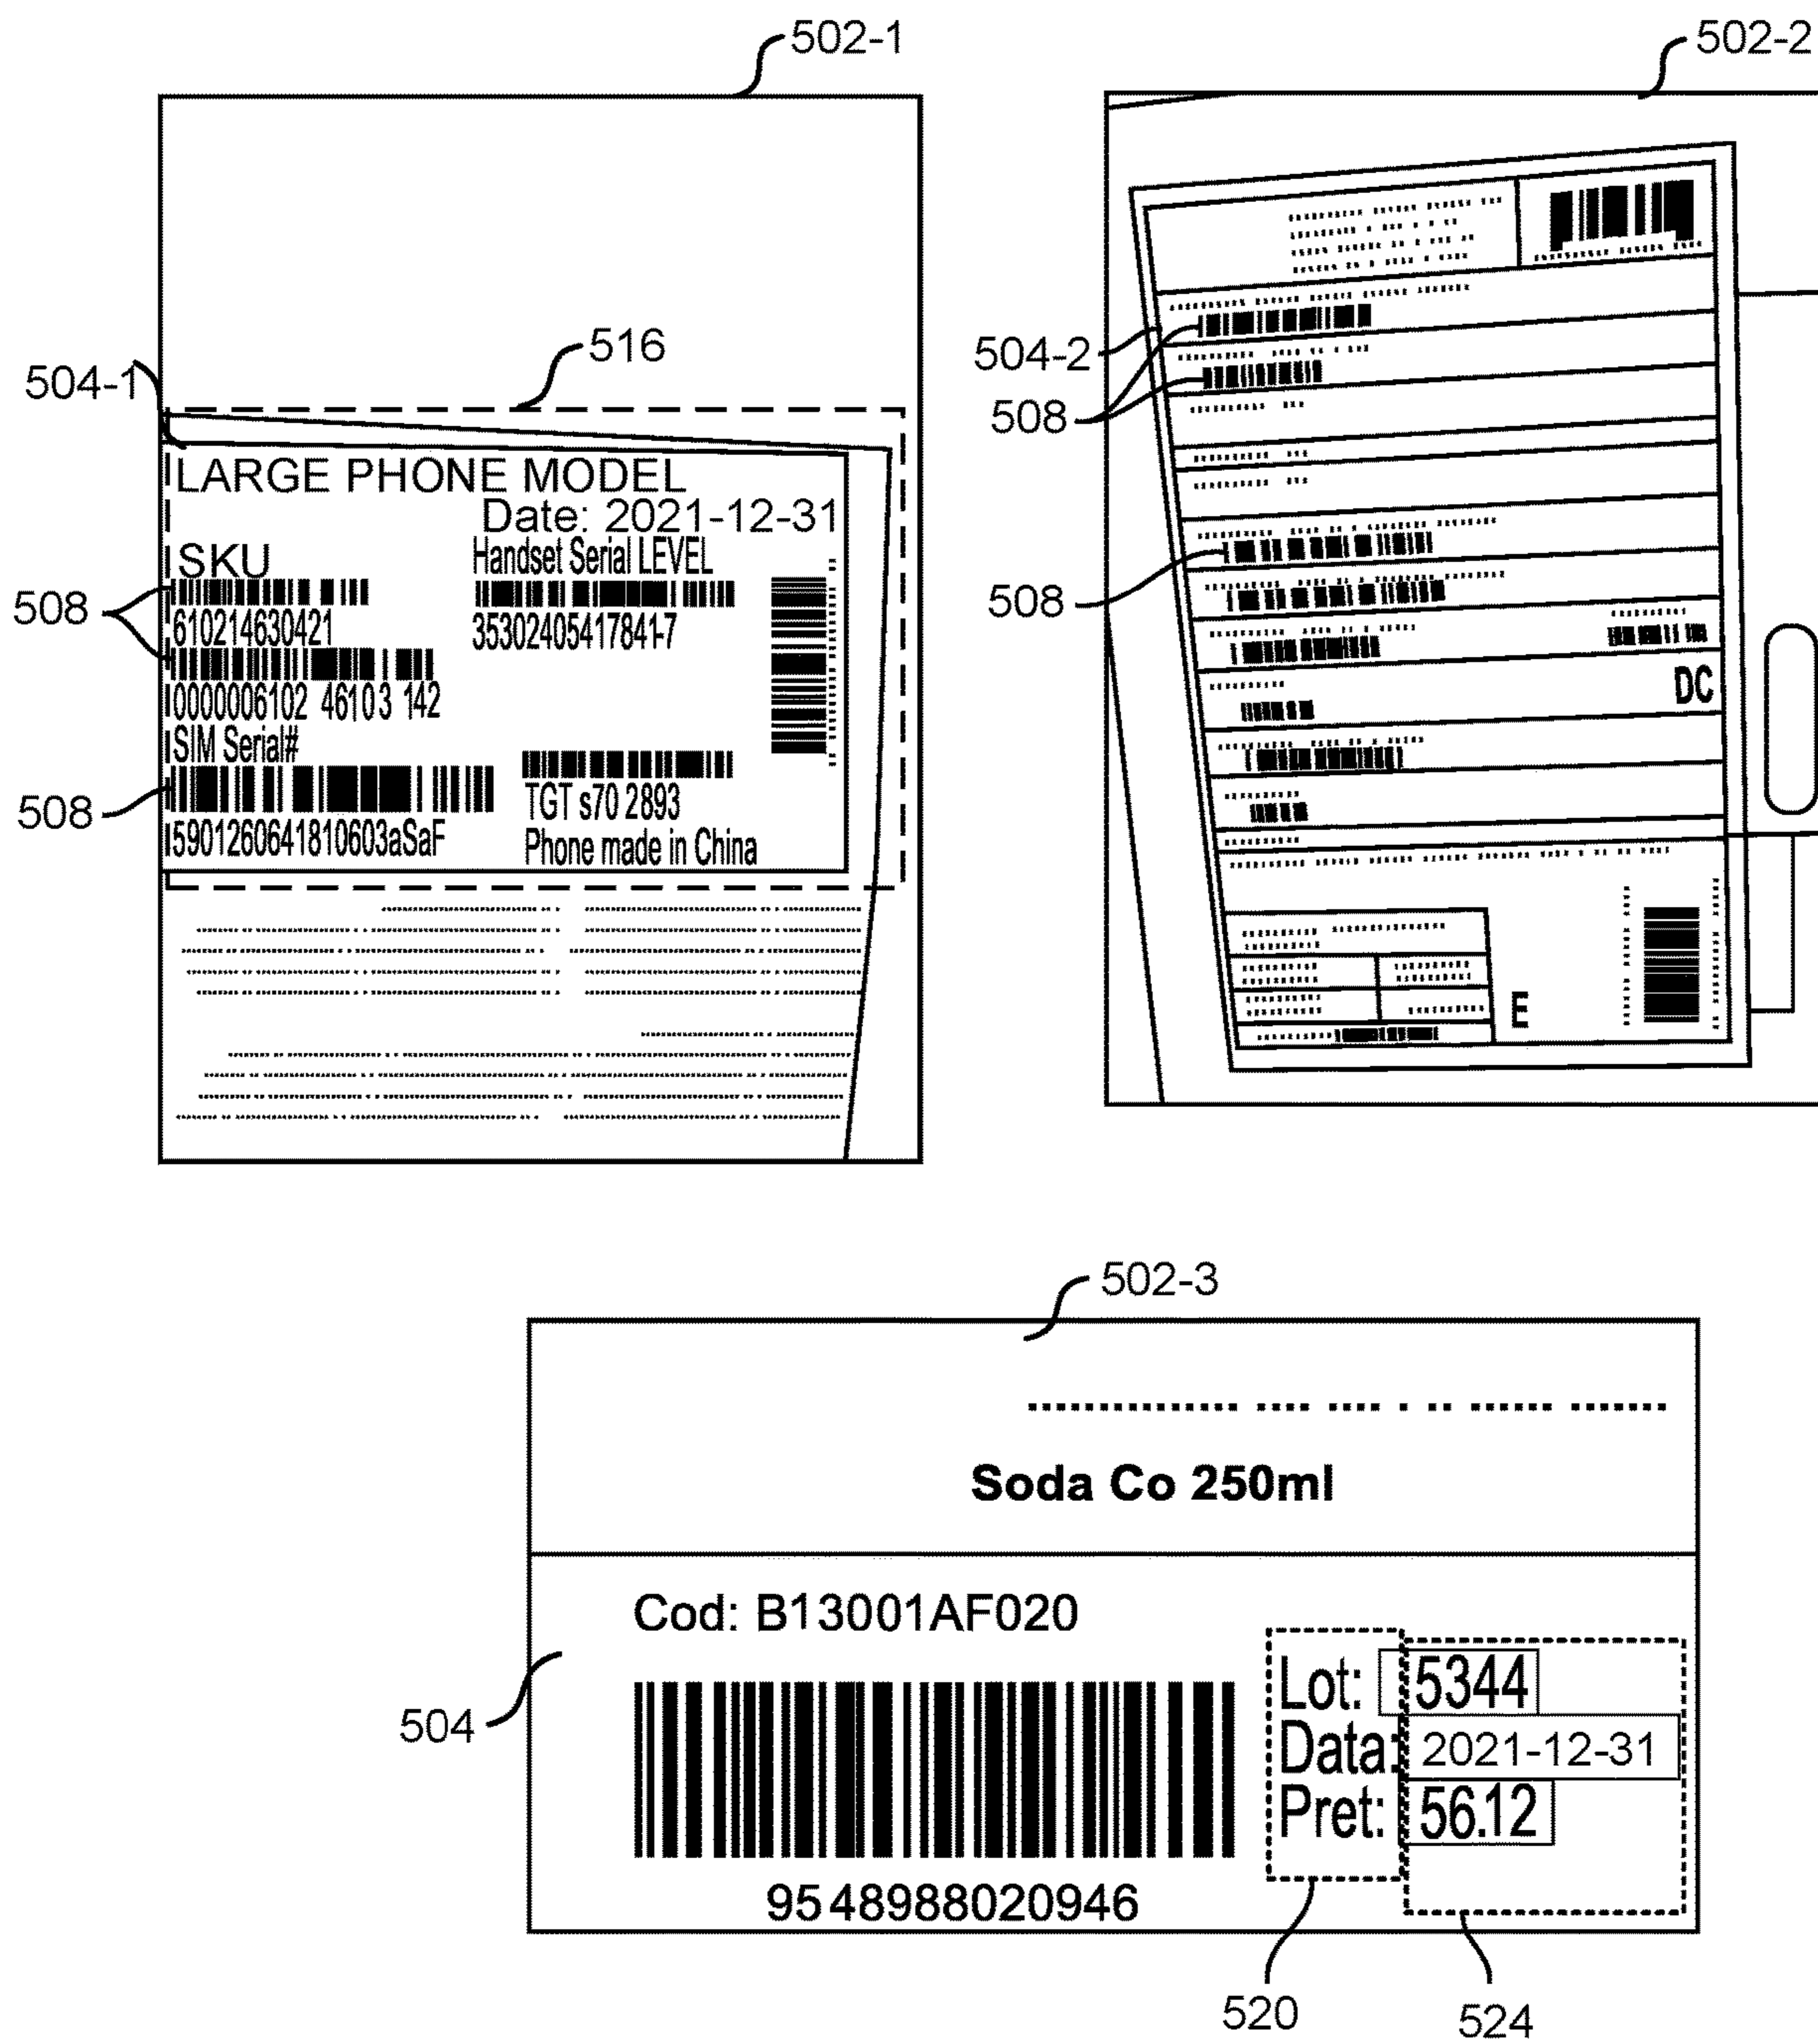 502-1
502-2
516
504-1
LARGE PHONE MODEL
Date: 2021-12-31
SKU
Handset Serial LEVEL
508
610214630421
35302405417841-7
0000006102 46103 142
SIM Serial#
508
5901260641810603aSaF
TGT s70 2893
Phone made in China
504-2
508
508
DC
E
502-3
Soda Co 250ml
Cod: B13001AF020
504
Lot: 5344
Data: 2021-12-31
Pret: 56.12
9548988020946
520
524